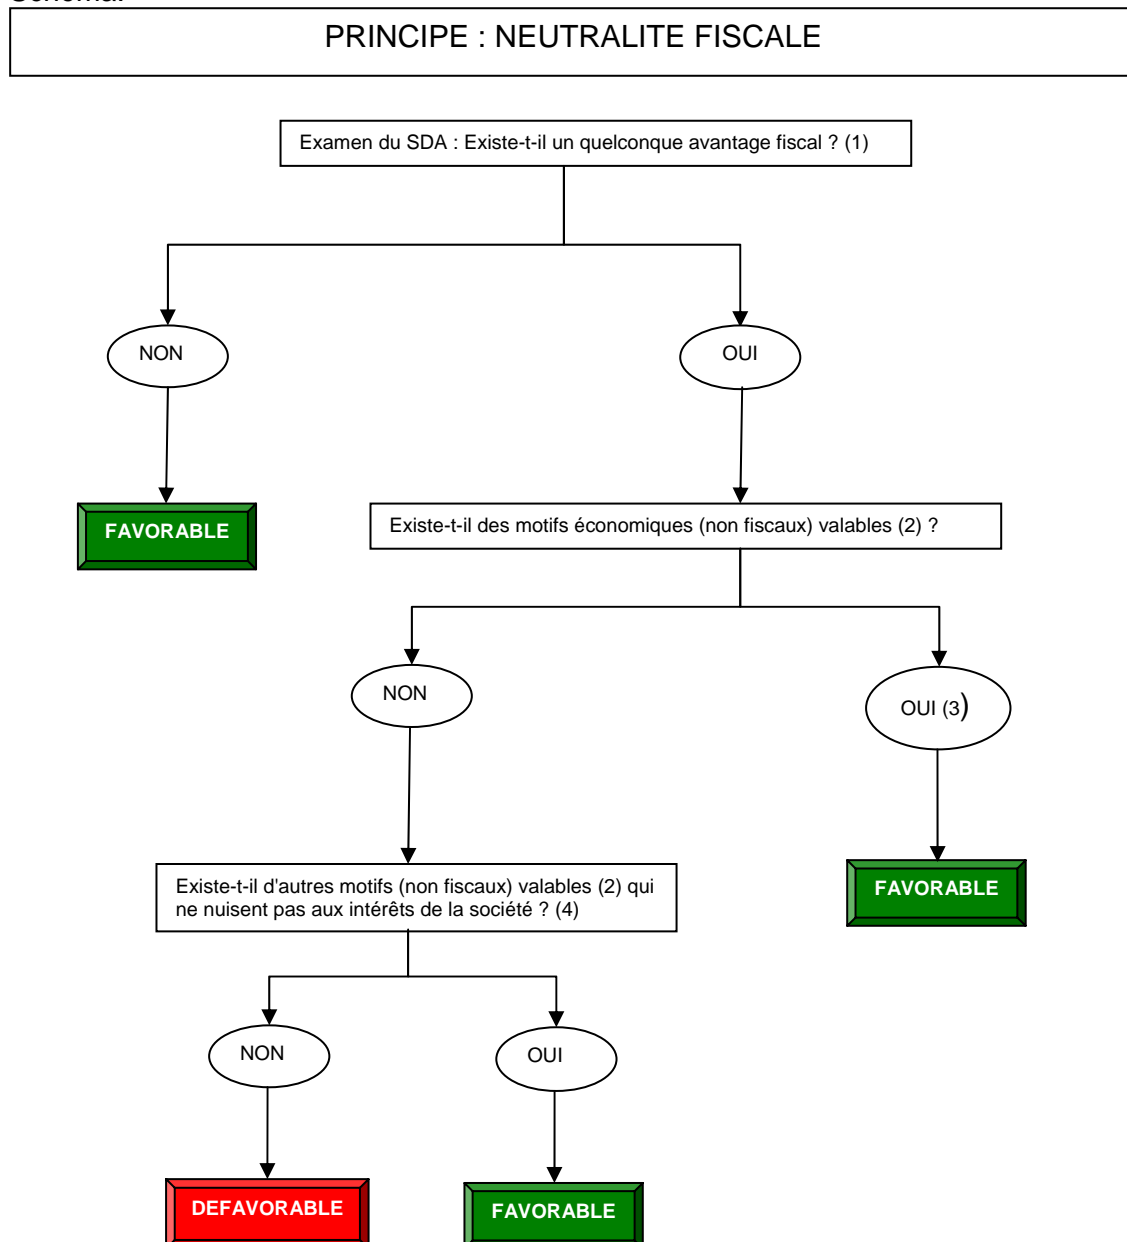 PRINCIPE : NEUTRALITE FISCALE
Examen du SDA : Existe-t-il un quelconque avantage fiscal ? (1)
NON
OUI
FAVORABLE
Existe-t-il des motifs économiques (non fiscaux) valables (2) ?
NON
OUI (3)
Existe-t-il d'autres motifs (non fiscaux) valables (2) qui
ne nuisent pas aux intérêts de la société ? (4)
FAVORABLE
NON
OUI
DEFAVORABLE
FAVORABLE